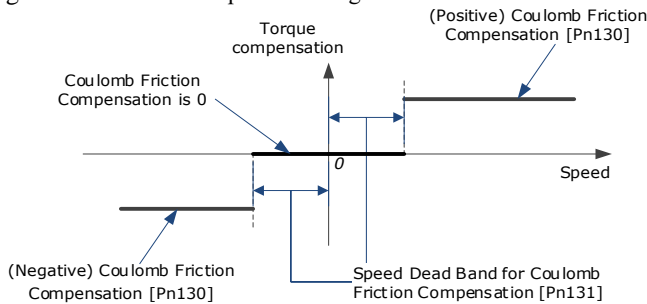 (Positive) Coulomb Friction
Compensation [Pn130]
Torque
compensation
Coulomb Friction
Compensation is 0
0
Speed
(Negative) Coulomb Friction
Compensation [Pn130]
Speed Dead Band for Coulomb
Friction Compensation [Pn131]